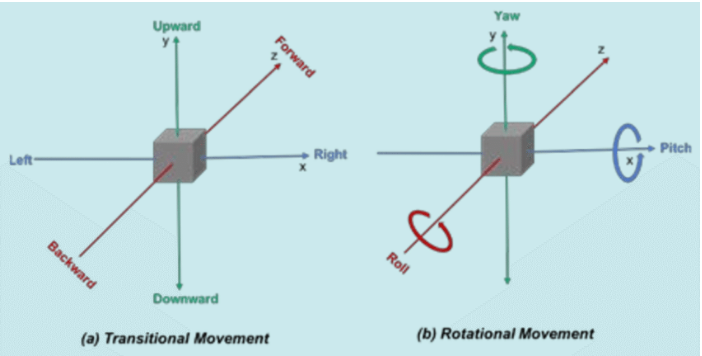 Upward
y
Forward
z
Left
Right
x
Backward
Downward
(a) Transitional Movement
Yaw
y
z
Pitch
x
Roll
(b) Rotational Movement